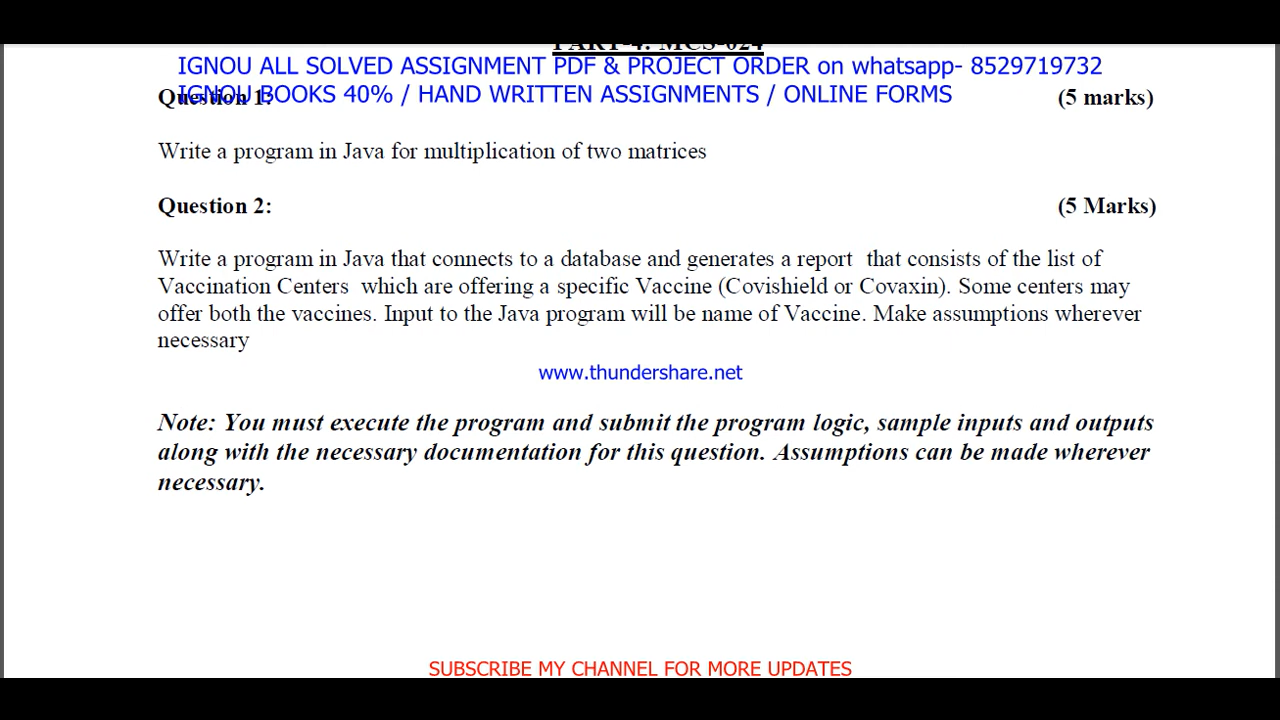 PART-4: MCS-024
IGNOU ALL SOLVED ASSIGNMENT PDF & PROJECT ORDER on whatsapp- 8529719732
IGNOU BOOKS 40% / HAND WRITTEN ASSIGNMENTS / ONLINE FORMS
Question 1: (5 marks)
Write a program in Java for multiplication of two matrices
Question 2: (5 Marks)
Write a program in Java that connects to a database and generates a report that consists of the list of
Vaccination Centers which are offering a specific Vaccine (Covishield or Covaxin). Some centers may
offer both the vaccines. Input to the Java program will be name of Vaccine. Make assumptions wherever
necessary
www.thundershare.net
Note: You must execute the program and submit the program logic, sample inputs and outputs
along with the necessary documentation for this question. Assumptions can be made wherever
necessary.
SUBSCRIBE MY CHANNEL FOR MORE UPDATES